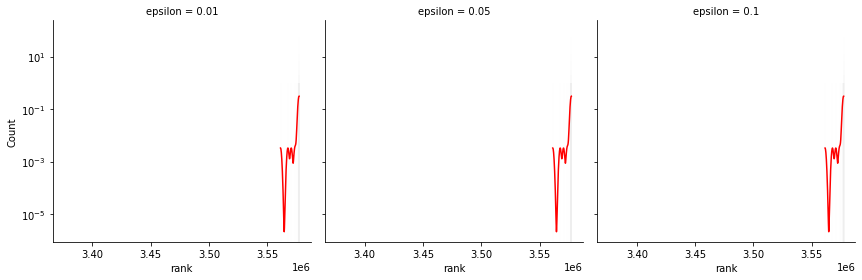 epsilon = 0.01
epsilon = 0.05
epsilon = 0.1
Count
10¹
10⁻¹
10⁻³
10⁻⁵
3.40 3.45 3.50 3.55
1e6
rank
3.40 3.45 3.50 3.55
1e6
rank
3.40 3.45 3.50 3.55
1e6
rank